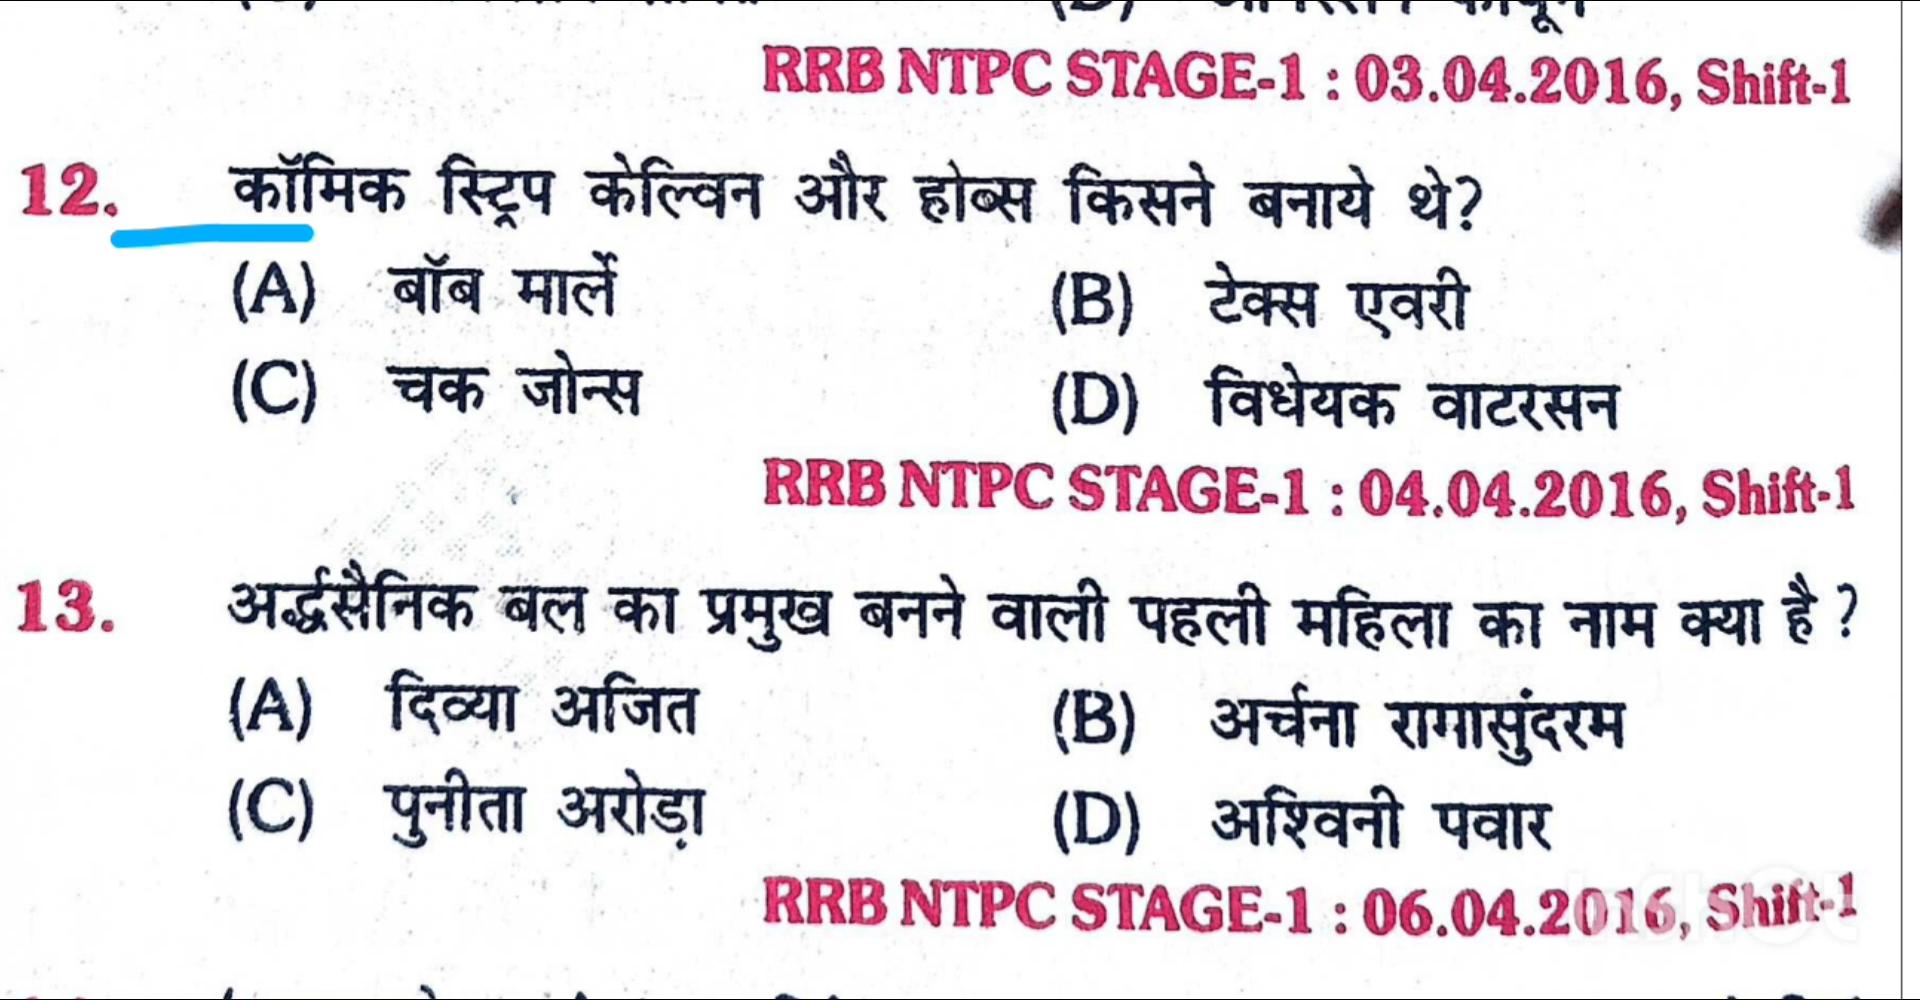 RRB NTPC STAGE-1 : 03.04.2016, Shift-1
12. कॉमिक स्ट्रिप केल्विन और होब्स किसने बनाये थे?
(A) बॉब मार्ले (B) टेक्स एवरी
(C) चक जोन्स (D) विधेयक वाटरसन
RRB NTPC STAGE-1 : 04.04.2016, Shift-1
13. अर्द्धसैनिक बल का प्रमुख बनने वाली पहली महिला का नाम क्या है ?
(A) दिव्या अजित (B) अर्चना रामासुंदरम
(C) पुनीता अरोड़ा (D) अश्विनी पवार
RRB NTPC STAGE-1 : 06.04.2016, Shift-1
InShOt